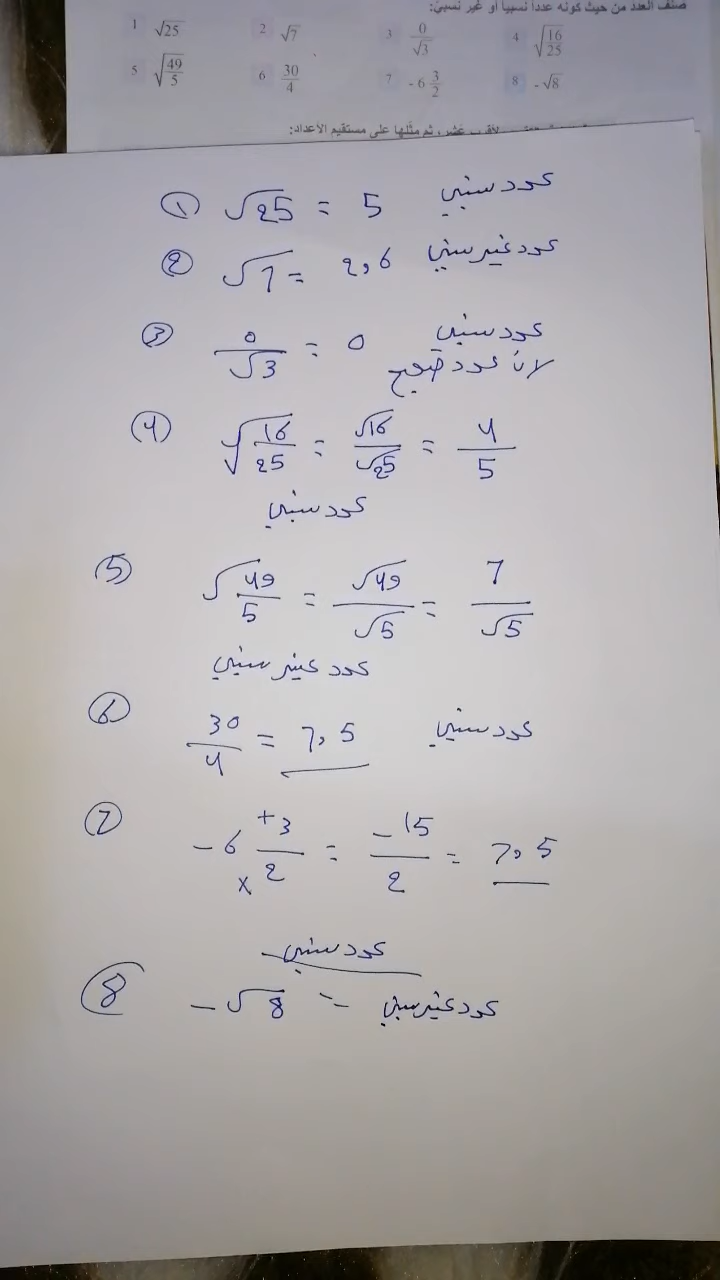 صنف العدد من حيث كونه عدداً نسبياً او غير نسبي:
1 √25 2 √7 3 0/√3 4 √(16/25)
5 √(49/5) 6 30/4 7 -6 3/2 8 -√8
لأقرب عشر، ثم مثلها على مستقيم الأعداد:
① √25 = 5 عدد نسبي
② √7 = 2,6 عدد غير نسبي
③ 0/√3 = 0 عدد نسبي
لان عدد صحيح
④ √(16/25) = √16/√25 = 4/5
عدد نسبي
⑤ √(49/5) = √49/√5 = 7/√5
عدد غير نسبي
⑥ 30/4 = 7,5 عدد نسبي
⑦ -6 +3/×2 = -15/2 = 7,5
عدد نسبي
⑧ -√8 = عدد غير نسبي